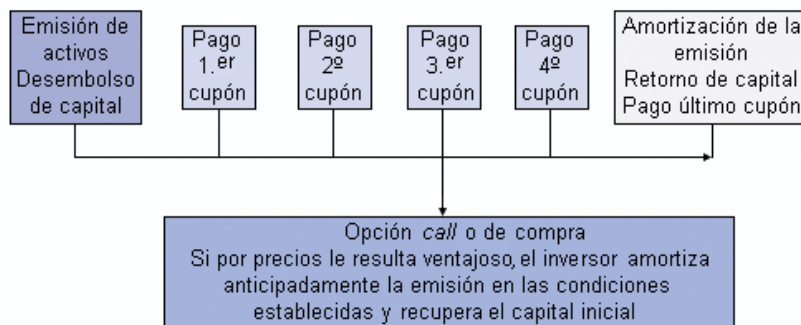 Emisión de
activos
Desembolso
de capital
Pago
1.er
cupón
Pago
2º
cupón
Pago
3.er
cupón
Pago
4º
cupón
Amortización de la
emisión
Retorno de capital
Pago último cupón
Opción call o de compra
Si por precios le resulta ventajoso, el inversor amortiza
anticipadamente la emisión en las condiciones
establecidas y recupera el capital inicial